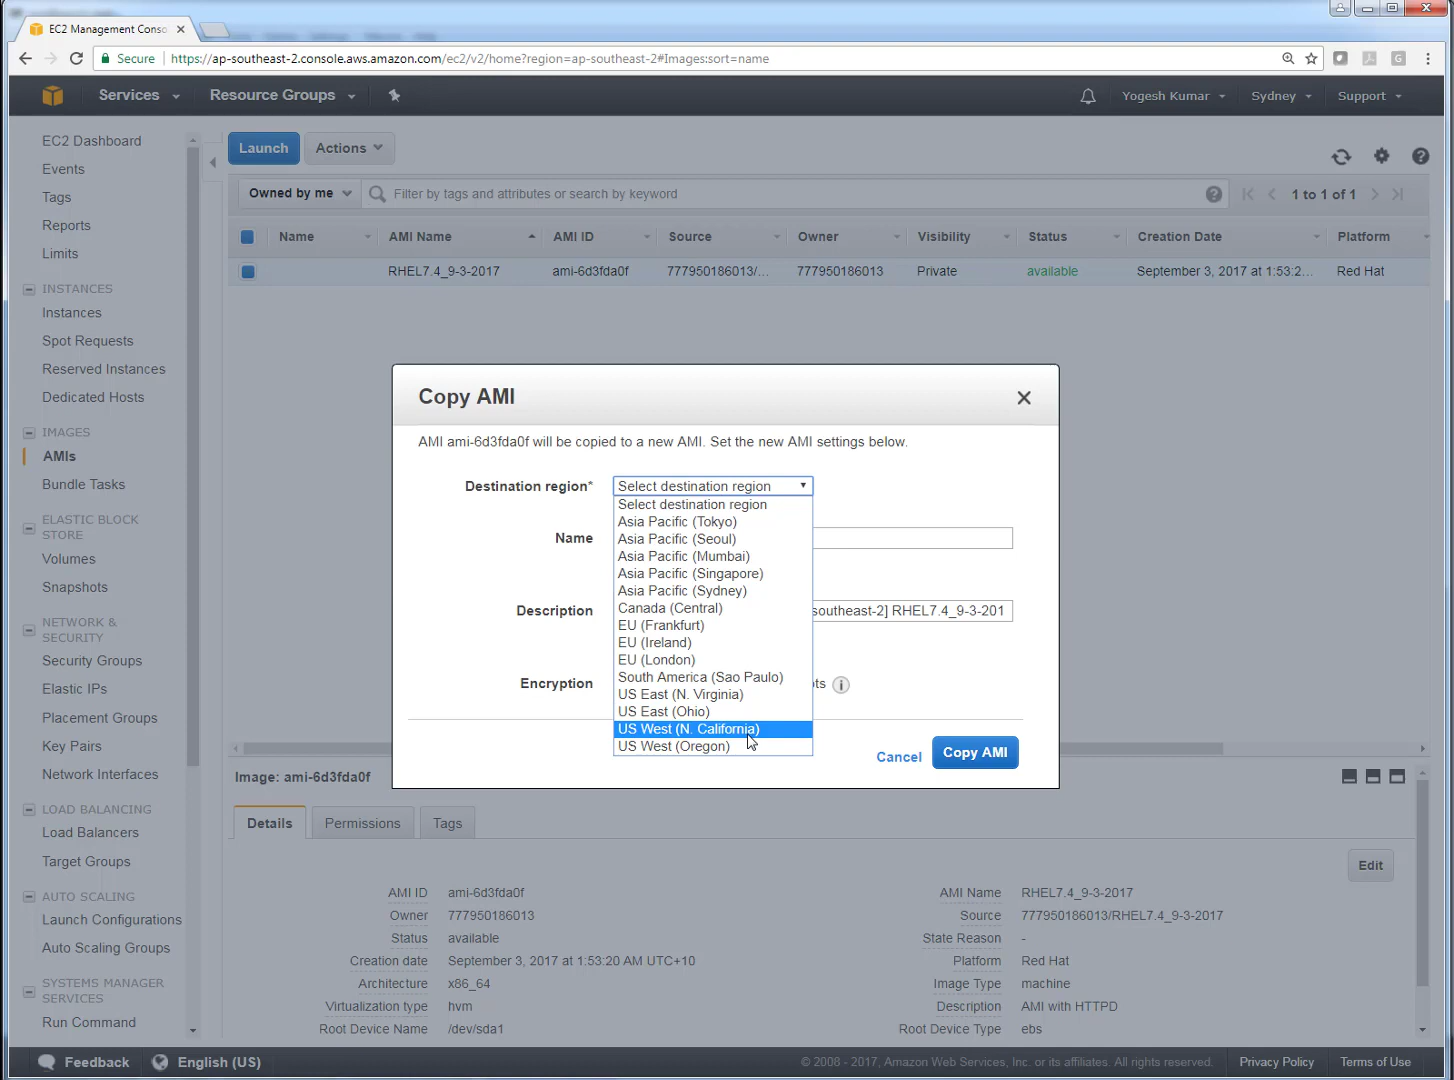 EC2 Management Conso
Secure https://ap-southeast-2.console.aws.amazon.com/ec2/v2/home?region=ap-southeast-2#Images:sort=name
Services Resource Groups Yogesh Kumar Sydney Support
EC2 Dashboard
Events
Tags
Reports
Limits
INSTANCES
Instances
Spot Requests
Reserved Instances
Dedicated Hosts
IMAGES
AMIs
Bundle Tasks
ELASTIC BLOCK
STORE
Volumes
Snapshots
NETWORK &
SECURITY
Security Groups
Elastic IPs
Placement Groups
Key Pairs
Network Interfaces
LOAD BALANCING
Load Balancers
Target Groups
AUTO SCALING
Launch Configurations
Auto Scaling Groups
SYSTEMS MANAGER
SERVICES
Run Command
Launch Actions
Owned by me Filter by tags and attributes or search by keyword 1 to 1 of 1
Name AMI Name AMI ID Source Owner Visibility Status Creation Date Platform
RHEL7.4_9-3-2017 ami-6d3fda0f 777950186013/... 777950186013 Private available September 3, 2017 at 1:53:2... Red Hat
Copy AMI
AMI ami-6d3fda0f will be copied to a new AMI. Set the new AMI settings below.
Destination region* Select destination region
Select destination region
Asia Pacific (Tokyo)
Name
Asia Pacific (Seoul)
Asia Pacific (Mumbai)
Asia Pacific (Singapore)
Asia Pacific (Sydney)
Canada (Central)
Description southeast-2] RHEL7.4_9-3-201
EU (Frankfurt)
EU (Ireland)
EU (London)
South America (Sao Paulo)
Encryption ts
US East (N. Virginia)
US East (Ohio)
US West (N. California)
US West (Oregon)
Cancel Copy AMI
Image: ami-6d3fda0f
Details Permissions Tags
Edit
AMI ID ami-6d3fda0f AMI Name RHEL7.4_9-3-2017
Owner 777950186013 Source 777950186013/RHEL7.4_9-3-2017
Status available State Reason -
Creation date September 3, 2017 at 1:53:20 AM UTC+10 Platform Red Hat
Architecture x86_64 Image Type machine
Virtualization type hvm Description AMI with HTTPD
Root Device Name /dev/sda1 Root Device Type ebs
Feedback English (US) © 2008 - 2017, Amazon Web Services, Inc. or its affiliates. All rights reserved. Privacy Policy Terms of Use